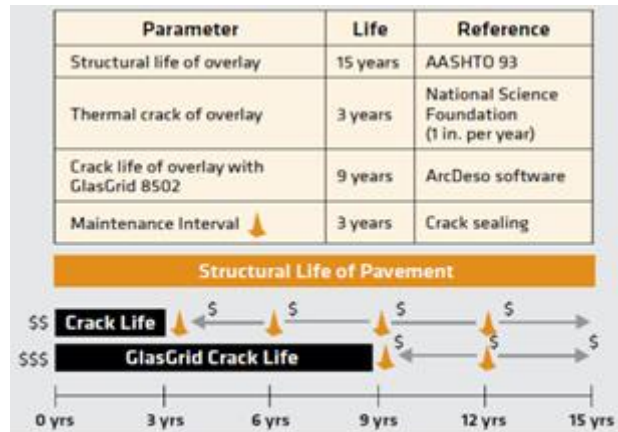 Parameter Life Reference
Structural life of overlay 15 years AASHTO 93
Thermal crack of overlay 3 years National Science
Foundation
(1 in. per year)
Crack life of overlay with
GlasGrid 8502 9 years ArcDeso software
Maintenance Interval 3 years Crack sealing
Structural Life of Pavement
$ $ $ $
$$ Crack Life
$ $ $
$$$ GlasGrid Crack Life
0 yrs 3 yrs 6 yrs 9 yrs 12 yrs 15 yrs